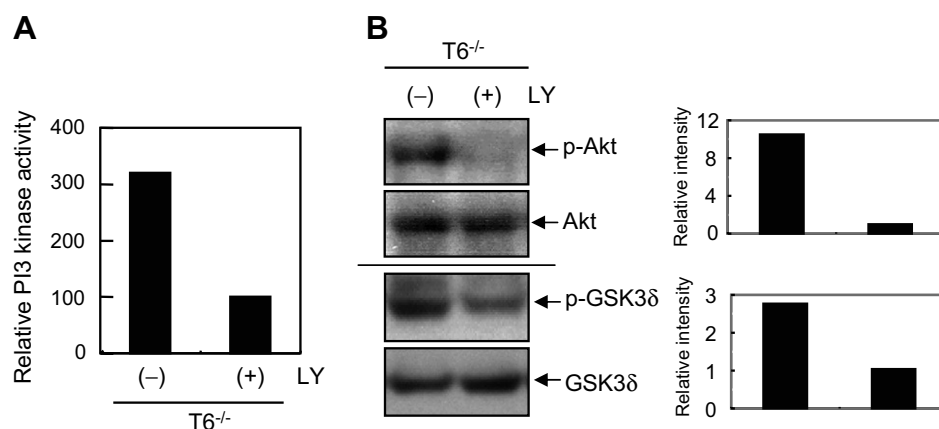 A
Relative PI3 kinase activity
400
300
200
100
0
(–) (+) LY
T6-/-
B
T6-/-
(–) (+) LY
p-Akt
Akt
p-GSK3δ
GSK3δ
Relative intensity
12
8
4
0
Relative intensity
3
2
1
0